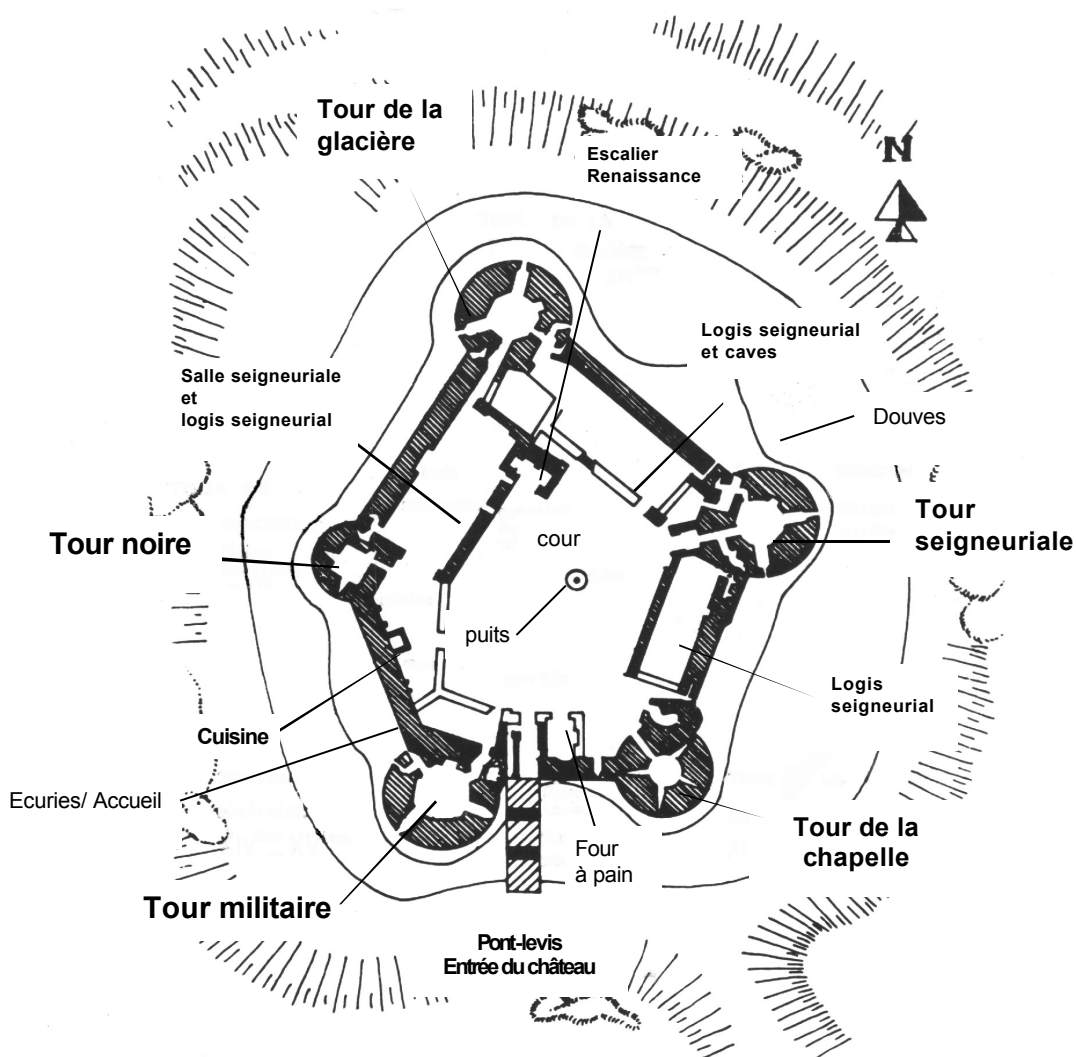 Tour de la
glacière
Escalier
Renaissance
N
Logis seigneurial
et caves
Salle seigneuriale
et
logis seigneurial
Douves
Tour
seigneuriale
Tour noire
cour
puits
Logis
seigneurial
Cuisine
Ecuries/ Accueil
Four
à pain
Tour de la
chapelle
Tour militaire
Pont-levis
Entrée du château